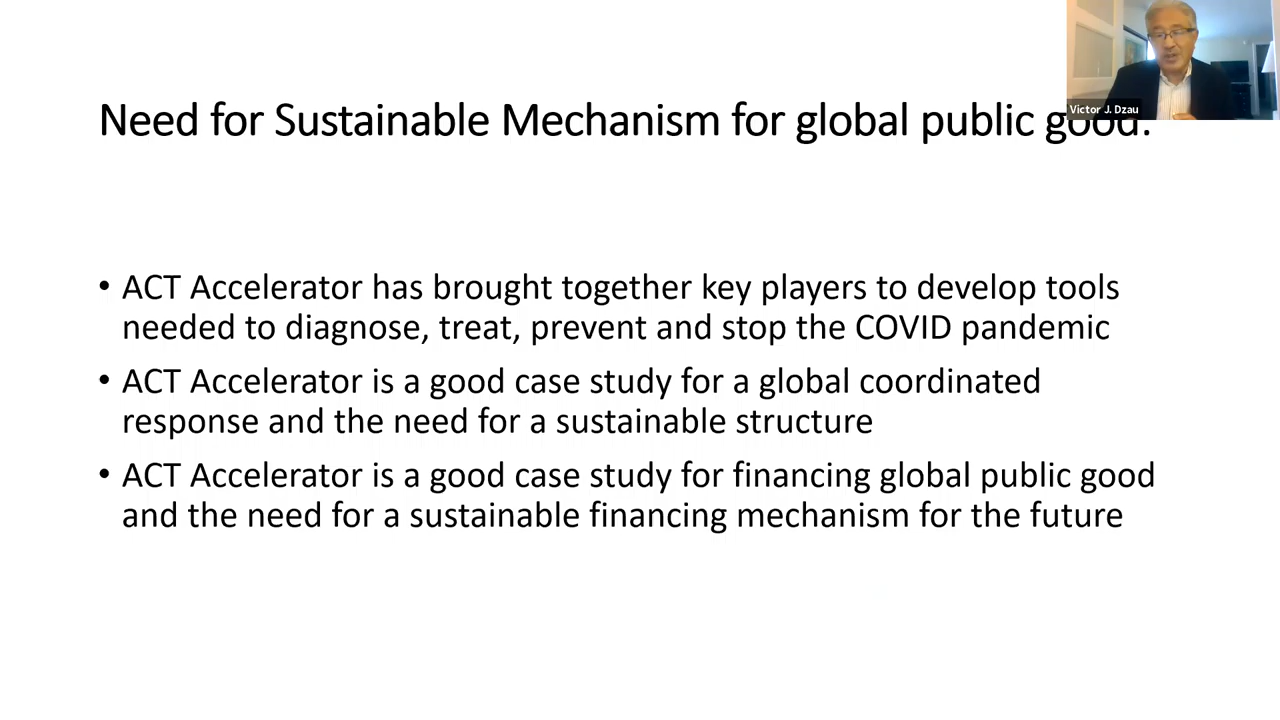 Victor J. Dzau
Need for Sustainable Mechanism for global public good.
• ACT Accelerator has brought together key players to develop tools
needed to diagnose, treat, prevent and stop the COVID pandemic
• ACT Accelerator is a good case study for a global coordinated
response and the need for a sustainable structure
• ACT Accelerator is a good case study for financing global public good
and the need for a sustainable financing mechanism for the future